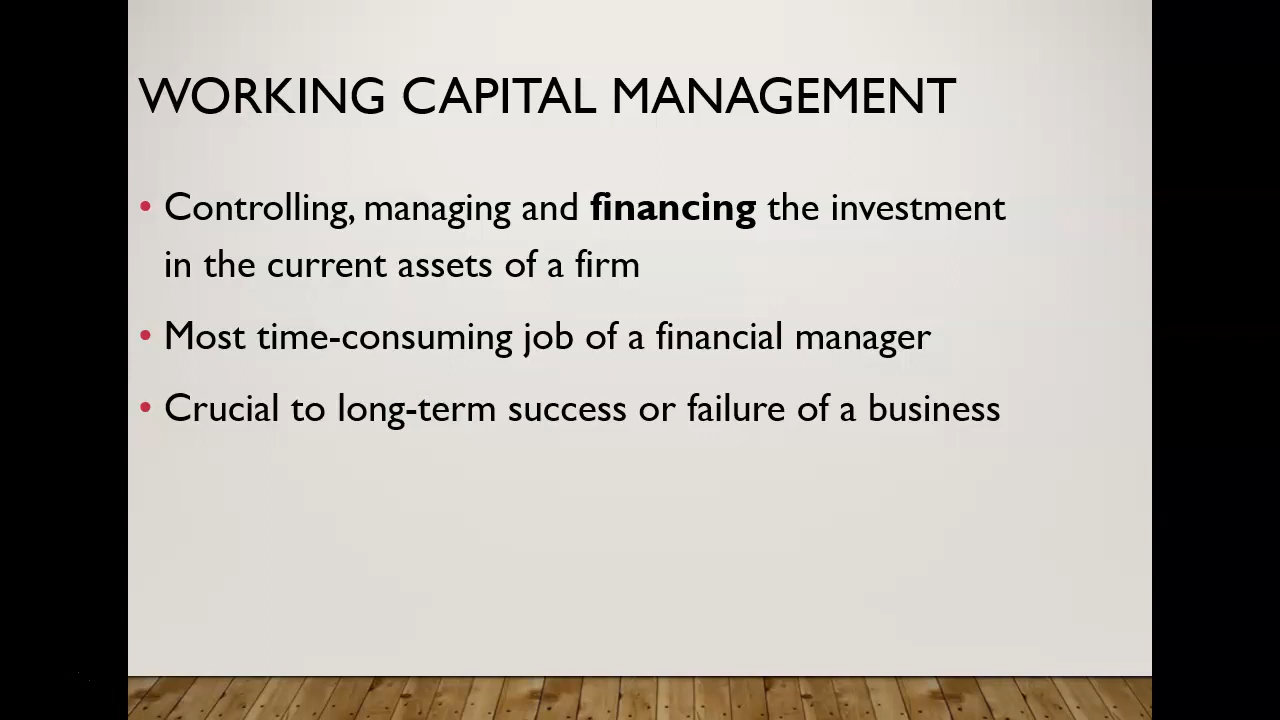 WORKING CAPITAL MANAGEMENT
• Controlling, managing and financing the investment
in the current assets of a firm
• Most time-consuming job of a financial manager
• Crucial to long-term success or failure of a business